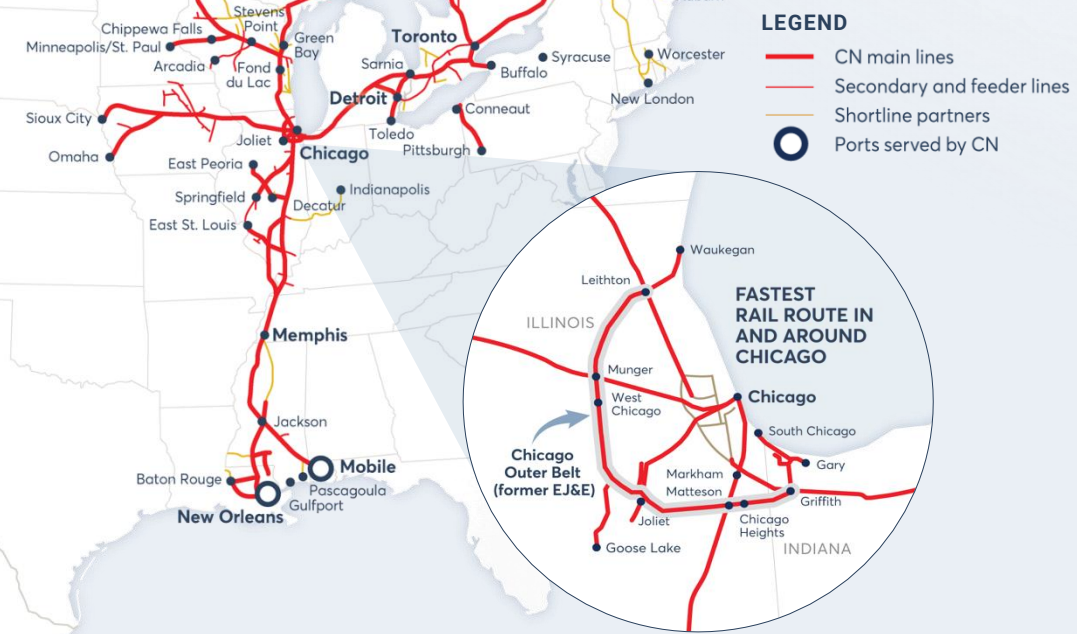 Stevens
Point
Chippewa Falls
Minneapolis/St. Paul
Green
Bay
Arcadia
Fond
du Lac
Toronto
Sarnia
Syracuse
Buffalo
Worcester
New London
Detroit
Conneaut
Toledo
Pittsburgh
Sioux City
Omaha
Joliet
Chicago
East Peoria
Springfield
Decatur
Indianapolis
East St. Louis
Memphis
Jackson
Baton Rouge
Mobile
Pascagoula
Gulfport
New Orleans
LEGEND
CN main lines
Secondary and feeder lines
Shortline partners
Ports served by CN
Waukegan
Leithton
ILLINOIS
FASTEST
RAIL ROUTE IN
AND AROUND
CHICAGO
Munger
West
Chicago
Chicago
South Chicago
Chicago
Outer Belt
(former EJ&E)
Gary
Markham
Matteson
Griffith
Joliet
Chicago
Heights
Goose Lake
INDIANA